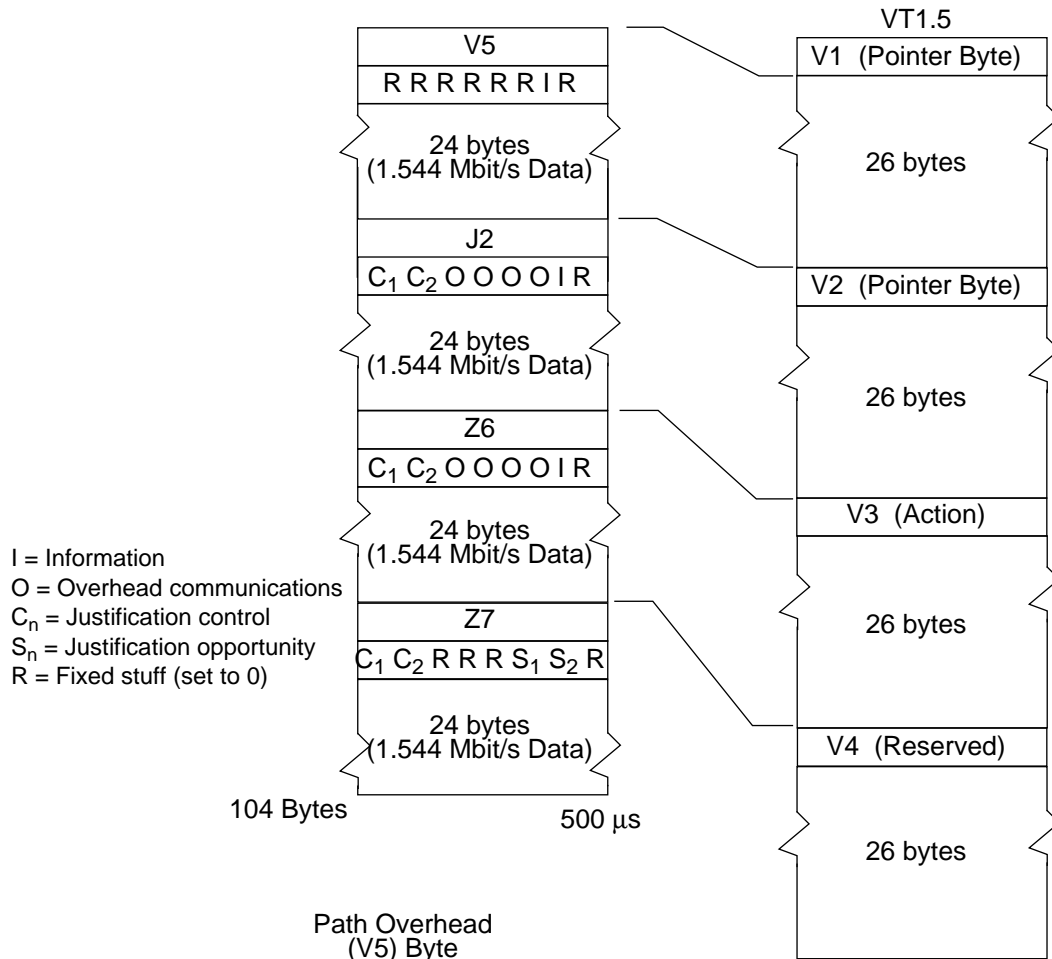 V5
R R R R R R I R
24 bytes
(1.544 Mbit/s Data)
J2
C1 C2 O O O O I R
24 bytes
(1.544 Mbit/s Data)
Z6
C1 C2 O O O O I R
24 bytes
(1.544 Mbit/s Data)
Z7
C1 C2 R R R S1 S2 R
24 bytes
(1.544 Mbit/s Data)
104 Bytes
500 μs
I = Information
O = Overhead communications
Cn = Justification control
Sn = Justification opportunity
R = Fixed stuff (set to 0)
VT1.5
V1 (Pointer Byte)
26 bytes
V2 (Pointer Byte)
26 bytes
V3 (Action)
26 bytes
V4 (Reserved)
26 bytes
Path Overhead
(V5) Byte